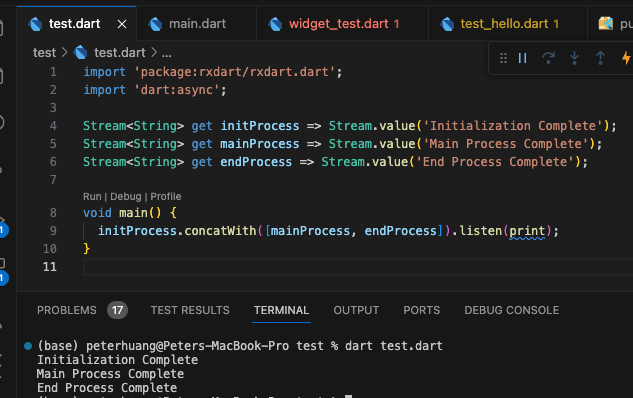 test.dart
main.dart
widget_test.dart 1
test_hello.dart 1
test > test.dart > ...
1 import 'package:rxdart/rxdart.dart';
2 import 'dart:async';
3
4 Stream<String> get initProcess => Stream.value('Initialization Complete');
5 Stream<String> get mainProcess => Stream.value('Main Process Complete');
6 Stream<String> get endProcess => Stream.value('End Process Complete');
7
Run | Debug | Profile
8 void main() {
9 initProcess.concatWith([mainProcess, endProcess]).listen(print);
10 }
11
PROBLEMS 17 TEST RESULTS TERMINAL OUTPUT PORTS DEBUG CONSOLE
(base) peterhuang@Peters-MacBook-Pro test % dart test.dart
Initialization Complete
Main Process Complete
End Process Complete